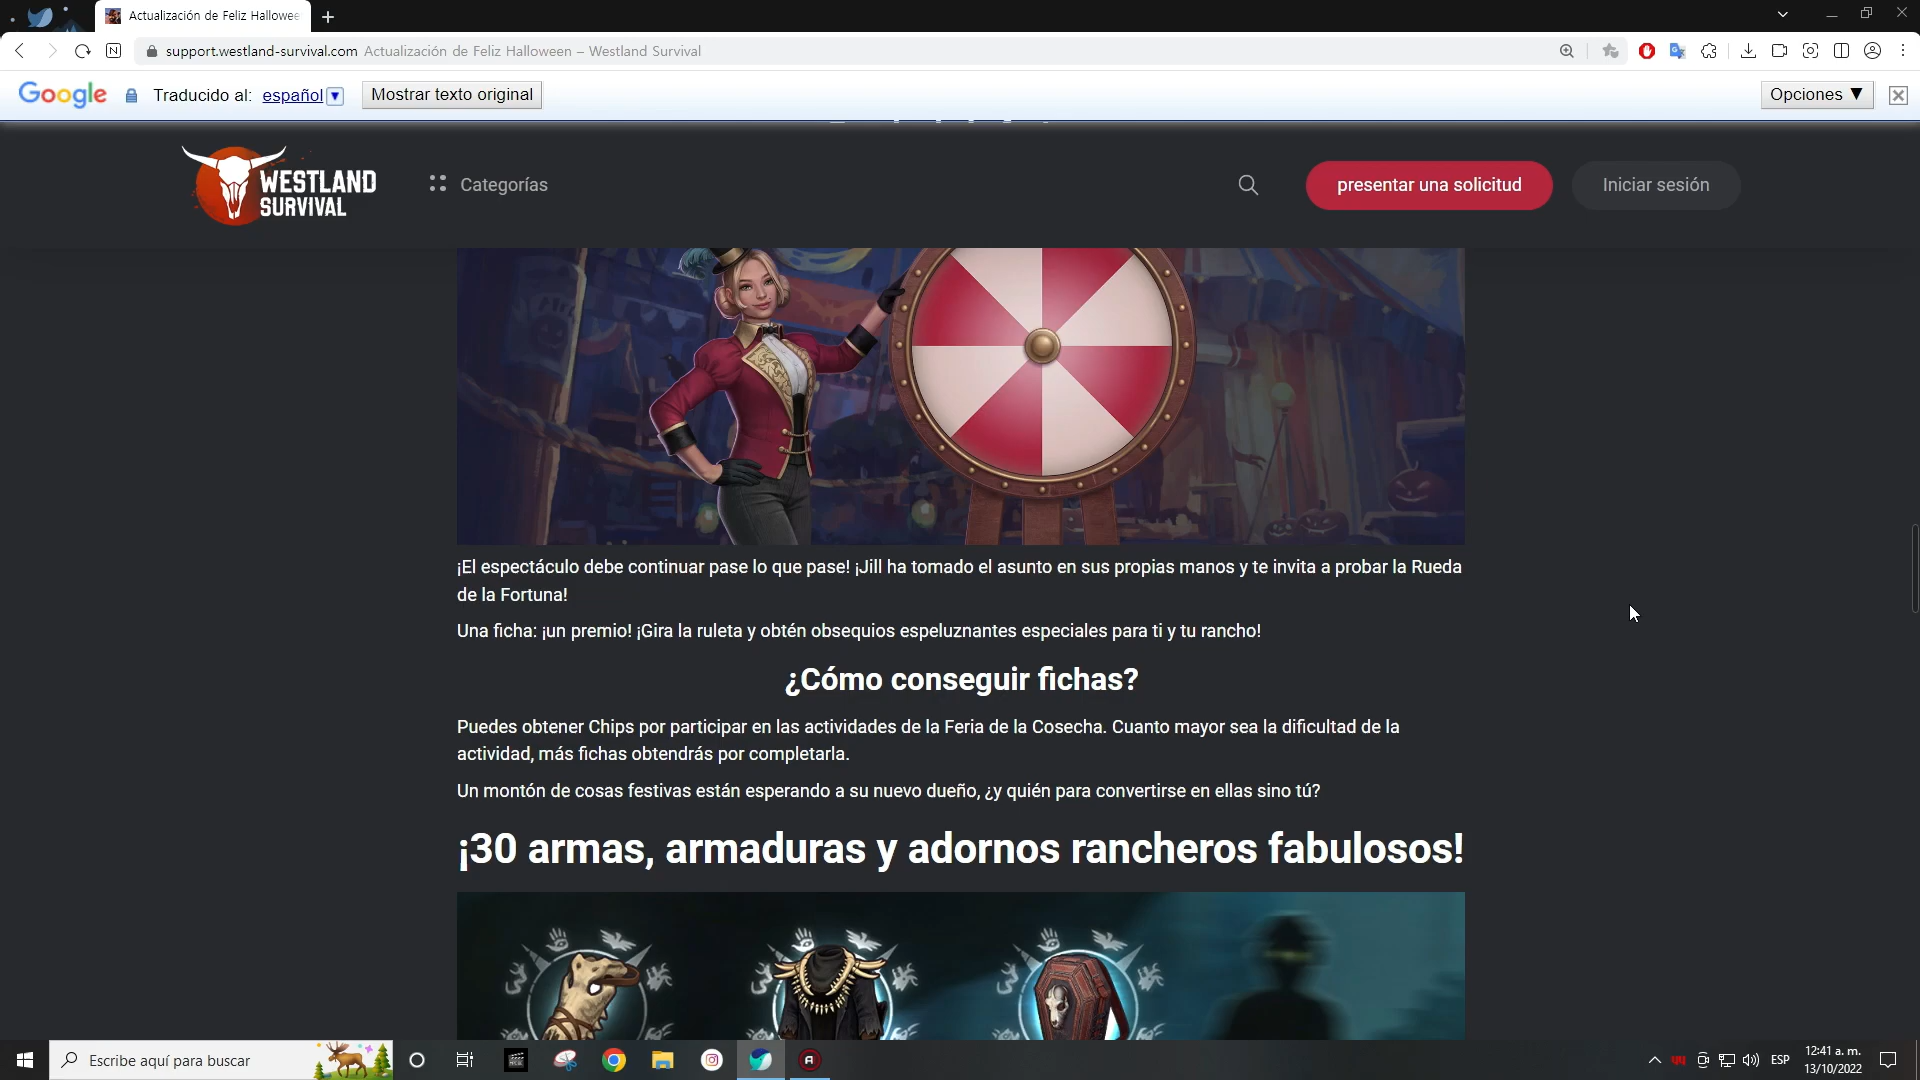 Actualización de Feliz Hallowee
support.westland-survival.com Actualización de Feliz Halloween – Westland Survival
Google Traducido al: español Mostrar texto original Opciones ▼
WESTLAND
SURVIVAL
Categorías
presentar una solicitud
Iniciar sesión
¡El espectáculo debe continuar pase lo que pase! ¡Jill ha tomado el asunto en sus propias manos y te invita a probar la Rueda
de la Fortuna!
Una ficha: ¡un premio! ¡Gira la ruleta y obtén obsequios espeluznantes especiales para ti y tu rancho!
¿Cómo conseguir fichas?
Puedes obtener Chips por participar en las actividades de la Feria de la Cosecha. Cuanto mayor sea la dificultad de la
actividad, más fichas obtendrás por completarla.
Un montón de cosas festivas están esperando a su nuevo dueño, ¿y quién para convertirse en ellas sino tú?
¡30 armas, armaduras y adornos rancheros fabulosos!
Escribe aquí para buscar
ESP
12:41 a. m.
13/10/2022